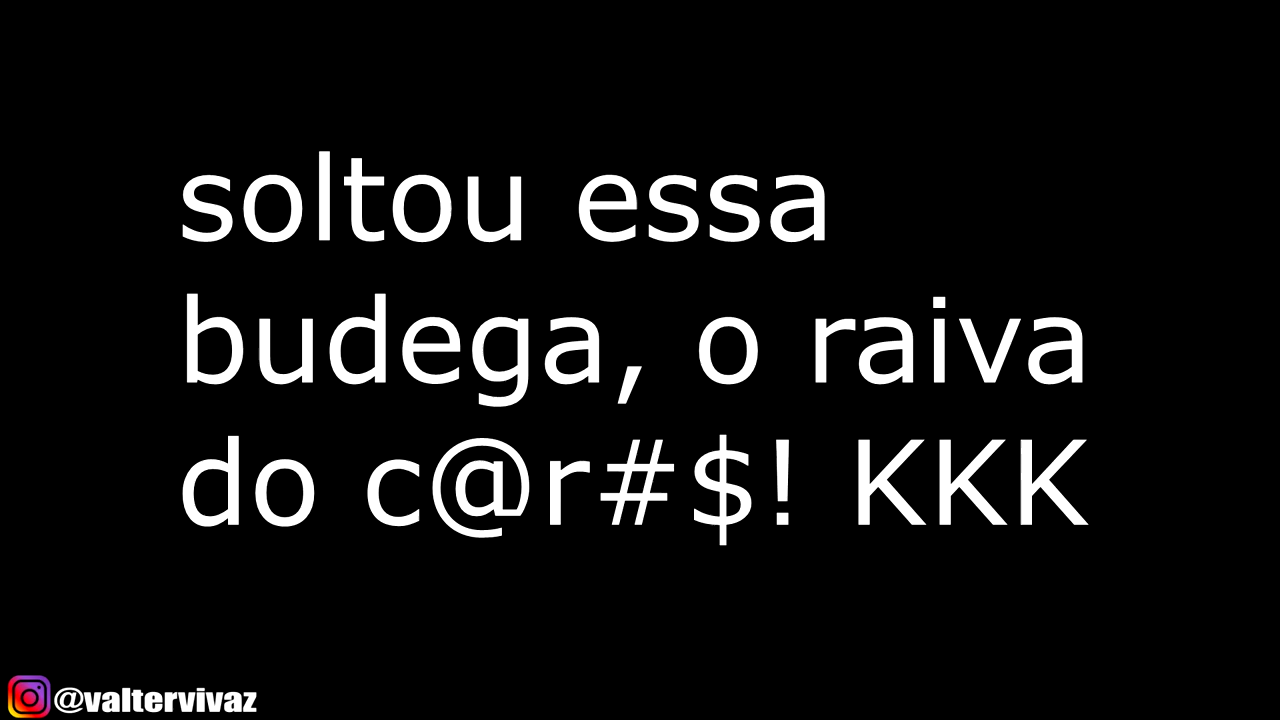 soltou essa
budega, o raiva
do c@r#$! KKK
@valtervivaz